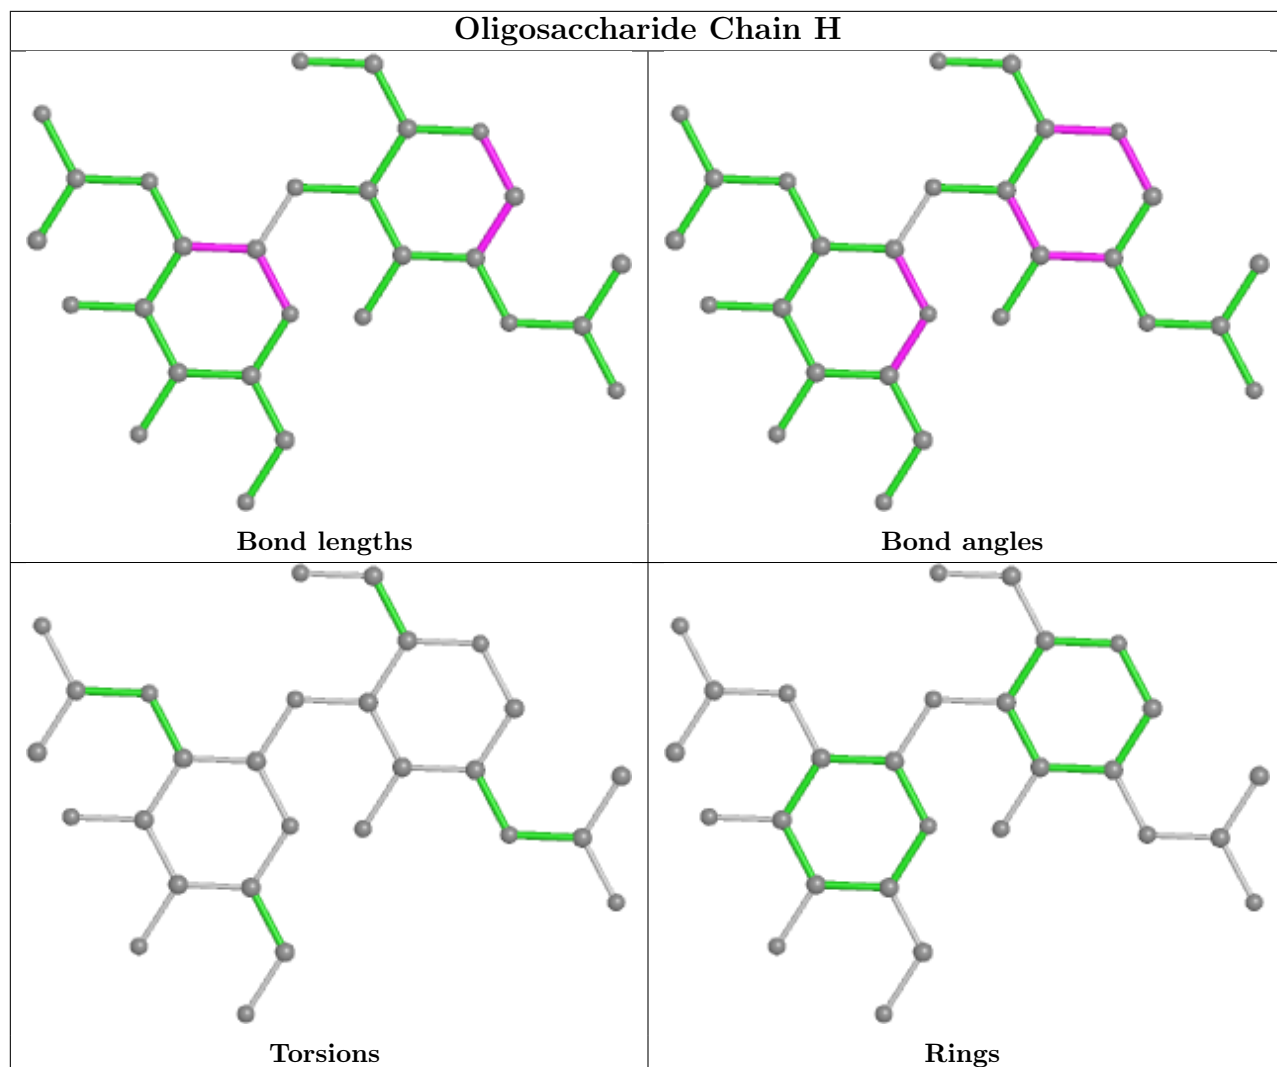 Oligosaccharide Chain H
Bond lengths
Bond angles
Torsions
Rings